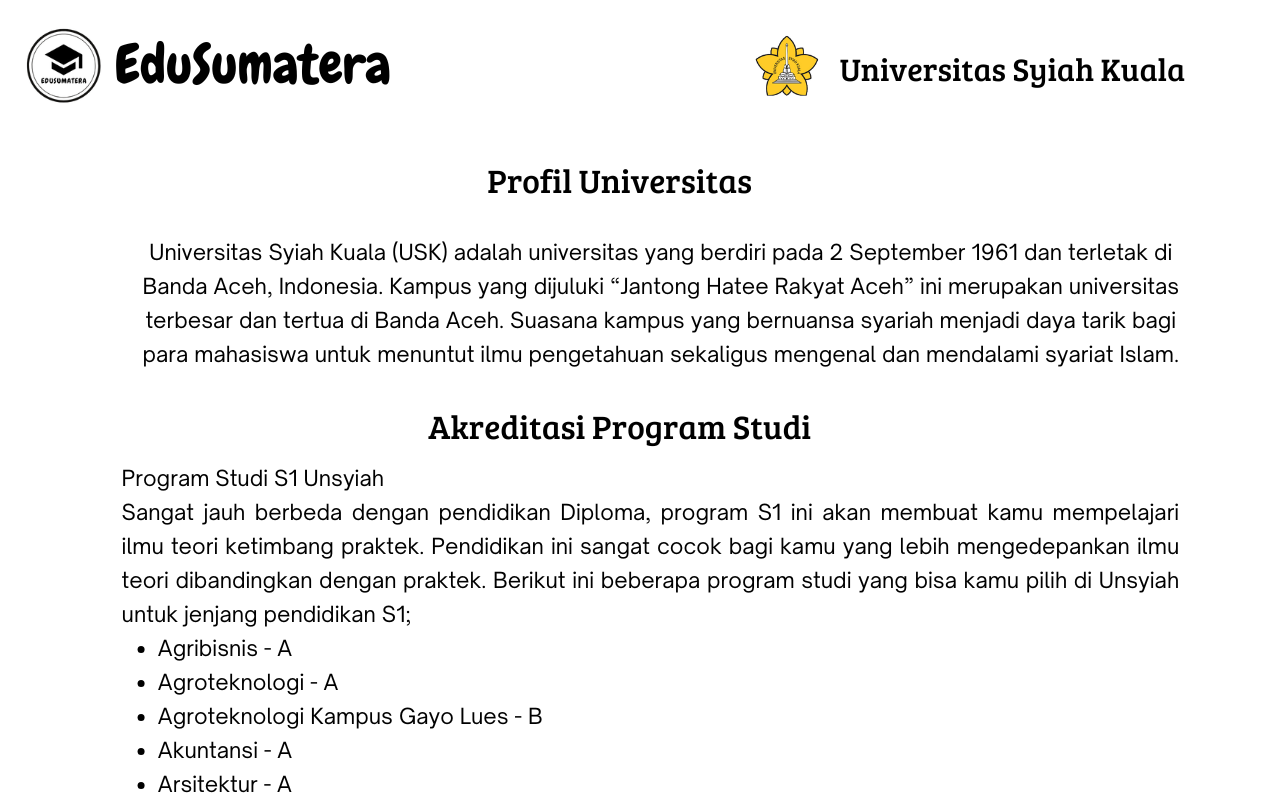 EDUSUMATERA
EduSumatera
Universitas Syiah Kuala
Profil Universitas
Universitas Syiah Kuala (USK) adalah universitas yang berdiri pada 2 September 1961 dan terletak di
Banda Aceh, Indonesia. Kampus yang dijuluki “Jantong Hatee Rakyat Aceh” ini merupakan universitas
terbesar dan tertua di Banda Aceh. Suasana kampus yang bernuansa syariah menjadi daya tarik bagi
para mahasiswa untuk menuntut ilmu pengetahuan sekaligus mengenal dan mendalami syariat Islam.
Akreditasi Program Studi
Program Studi S1 Unsyiah
Sangat jauh berbeda dengan pendidikan Diploma, program S1 ini akan membuat kamu mempelajari
ilmu teori ketimbang praktek. Pendidikan ini sangat cocok bagi kamu yang lebih mengedepankan ilmu
teori dibandingkan dengan praktek. Berikut ini beberapa program studi yang bisa kamu pilih di Unsyiah
untuk jenjang pendidikan S1;
• Agribisnis - A
• Agroteknologi - A
• Agroteknologi Kampus Gayo Lues - B
• Akuntansi - A
• Arsitektur - A